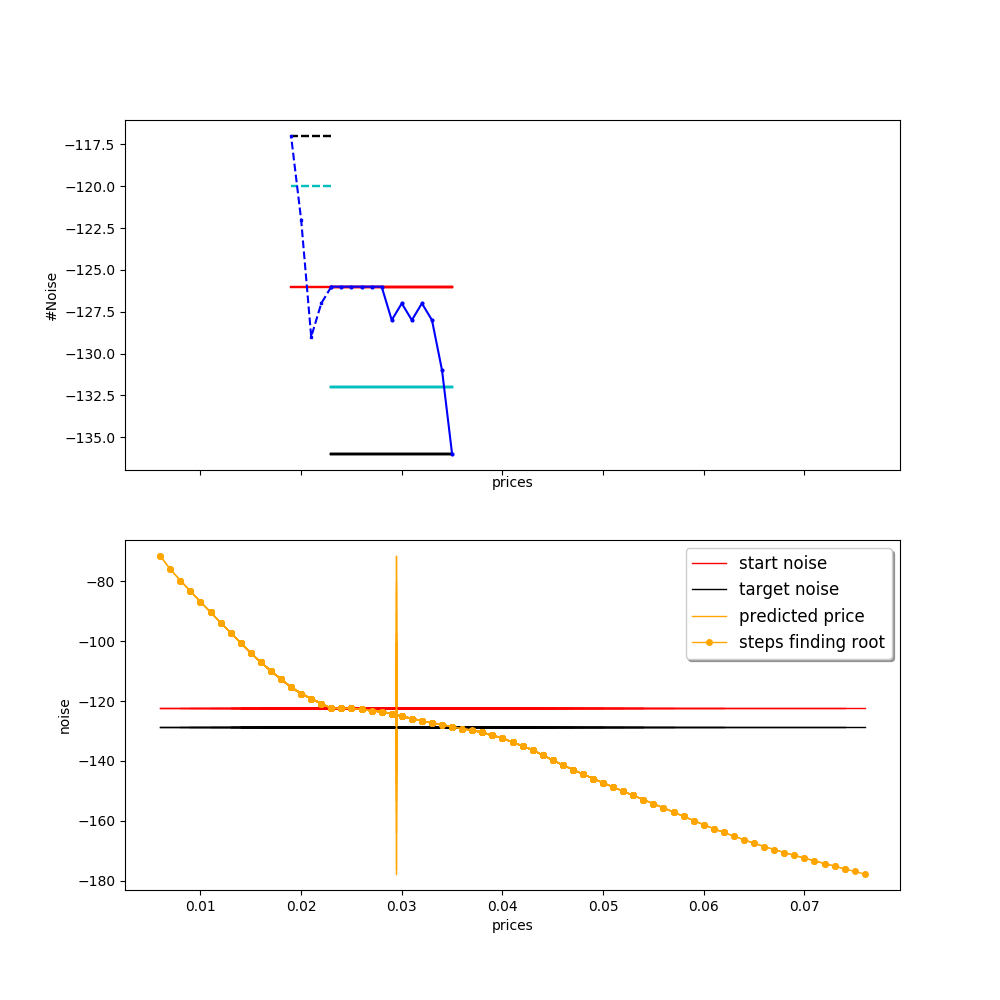 −117.5
−120.0
−122.5
−125.0
−127.5
−130.0
−132.5
−135.0
#Noise
prices
start noise
target noise
predicted price
steps finding root
−80
−100
−120
−140
−160
−180
noise
0.01 0.02 0.03 0.04 0.05 0.06 0.07
prices